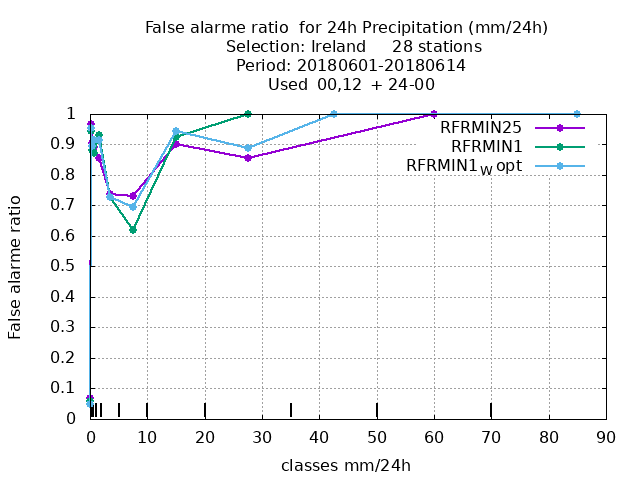 False alarme ratio  for 24h Precipitation (mm/24h)
Selection: Ireland     28 stations
Period: 20180601-20180614
Used  00,12  + 24-00
1
0.9
0.8
0.7
0.6
0.5
0.4
0.3
0.2
0.1
0
False alarme ratio
RFRMIN25
RFRMIN1
RFRMIN1W opt
0 10 20 30 40 50 60 70 80 90
classes mm/24h